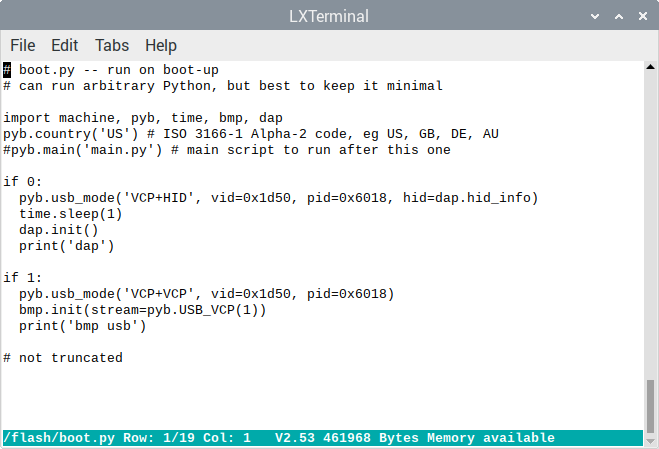 LXTerminal
File Edit Tabs Help
# boot.py -- run on boot-up
# can run arbitrary Python, but best to keep it minimal

import machine, pyb, time, bmp, dap
pyb.country('US') # ISO 3166-1 Alpha-2 code, eg US, GB, DE, AU
#pyb.main('main.py') # main script to run after this one

if 0:
  pyb.usb_mode('VCP+HID', vid=0x1d50, pid=0x6018, hid=dap.hid_info)
  time.sleep(1)
  dap.init()
  print('dap')

if 1:
  pyb.usb_mode('VCP+VCP', vid=0x1d50, pid=0x6018)
  bmp.init(stream=pyb.USB_VCP(1))
  print('bmp usb')

# not truncated
/flash/boot.py Row: 1/19 Col: 1   V2.53 461968 Bytes Memory available